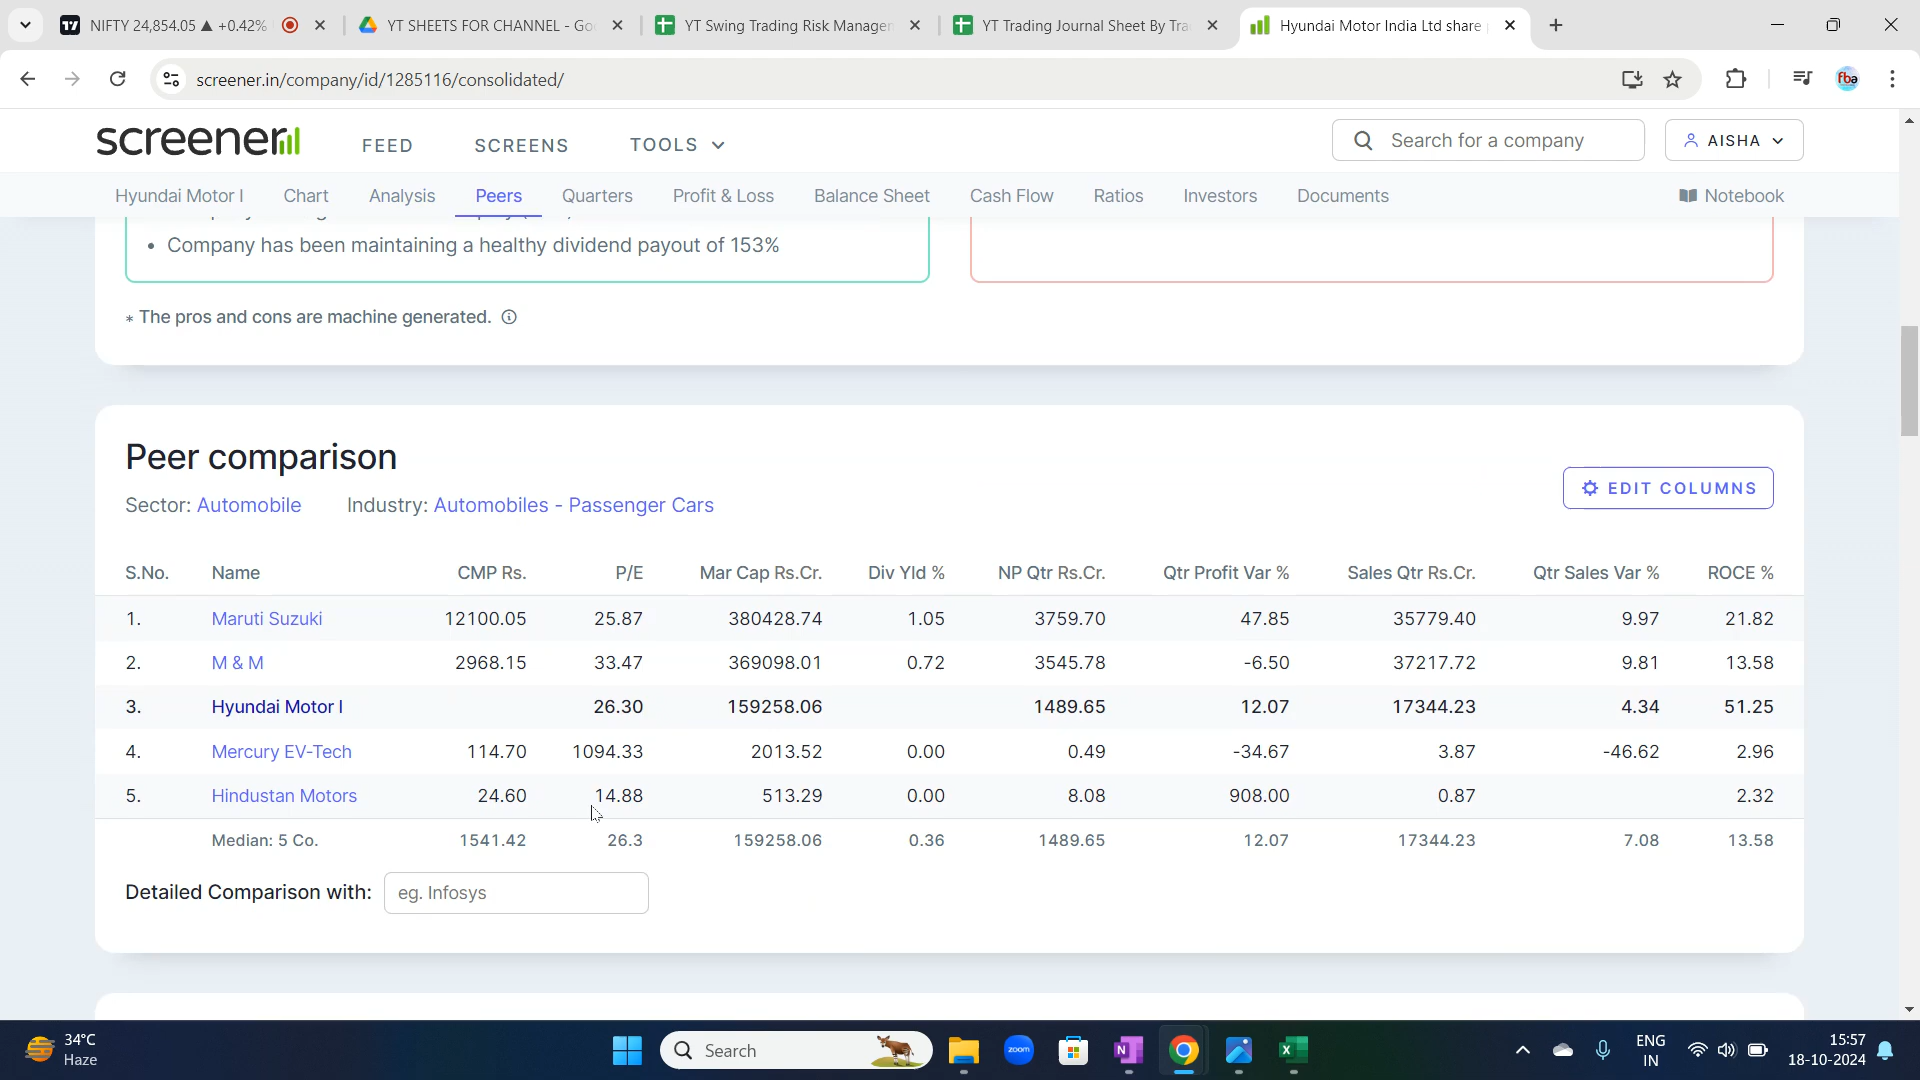 NIFTY 24,854.05 ▲ +0.42%
YT SHEETS FOR CHANNEL - Go
YT Swing Trading Risk Manager
YT Trading Journal Sheet By Tra
Hyundai Motor India Ltd share
screener.in/company/id/1285116/consolidated/
fba
screener
FEED
SCREENS
TOOLS
Search for a company
AISHA
Hyundai Motor I
Chart
Analysis
Peers
Quarters
Profit & Loss
Balance Sheet
Cash Flow
Ratios
Investors
Documents
Notebook
• Company has been maintaining a healthy dividend payout of 153%
* The pros and cons are machine generated.
Peer comparison
Sector: Automobile Industry: Automobiles - Passenger Cars
EDIT COLUMNS
S.No. Name CMP Rs. P/E Mar Cap Rs.Cr. Div Yld % NP Qtr Rs.Cr. Qtr Profit Var % Sales Qtr Rs.Cr. Qtr Sales Var % ROCE %
1. Maruti Suzuki 12100.05 25.87 380428.74 1.05 3759.70 47.85 35779.40 9.97 21.82
2. M & M 2968.15 33.47 369098.01 0.72 3545.78 -6.50 37217.72 9.81 13.58
3. Hyundai Motor I 26.30 159258.06 1489.65 12.07 17344.23 4.34 51.25
4. Mercury EV-Tech 114.70 1094.33 2013.52 0.00 0.49 -34.67 3.87 -46.62 2.96
5. Hindustan Motors 24.60 14.88 513.29 0.00 8.08 908.00 0.87 2.32
Median: 5 Co. 1541.42 26.3 159258.06 0.36 1489.65 12.07 17344.23 7.08 13.58
Detailed Comparison with: eg. Infosys
34°C
Haze
Search
zoom
ENG
IN
15:57
18-10-2024